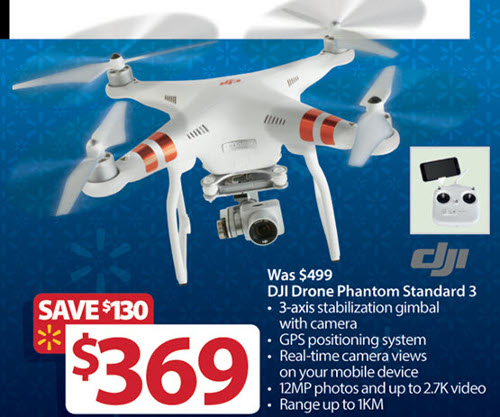 dji
dji
Was $499
DJI Drone Phantom Standard 3
• 3-axis stabilization gimbal
with camera
• GPS positioning system
• Real-time camera views
on your mobile device
• 12MP photos and up to 2.7K video
• Range up to 1KM
SAVE $130
$369